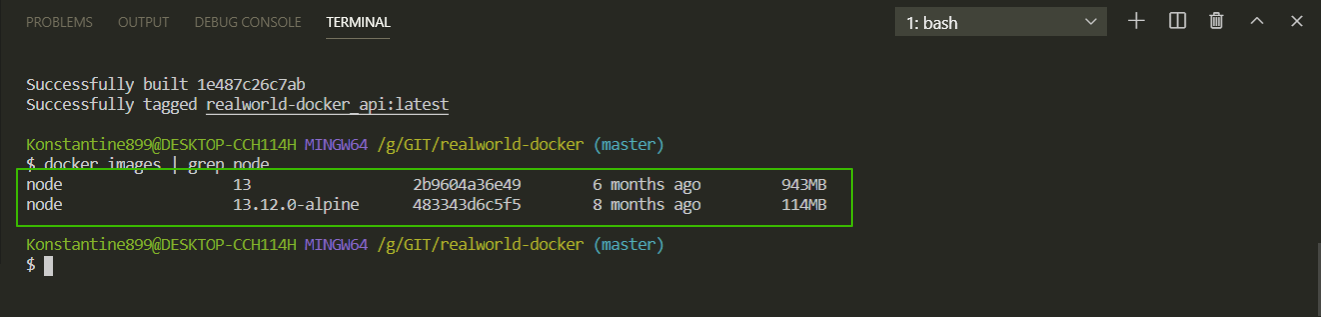 PROBLEMS OUTPUT DEBUG CONSOLE TERMINAL 1: bash
Successfully built 1e487c26c7ab
Successfully tagged realworld-docker_api:latest
Konstantine899@DESKTOP-CCH114H MINGW64 /g/GIT/realworld-docker (master)
$ docker images | grep node
node 13 2b9604a36e49 6 months ago 943MB
node 13.12.0-alpine 483343d6c5f5 8 months ago 114MB
Konstantine899@DESKTOP-CCH114H MINGW64 /g/GIT/realworld-docker (master)
$